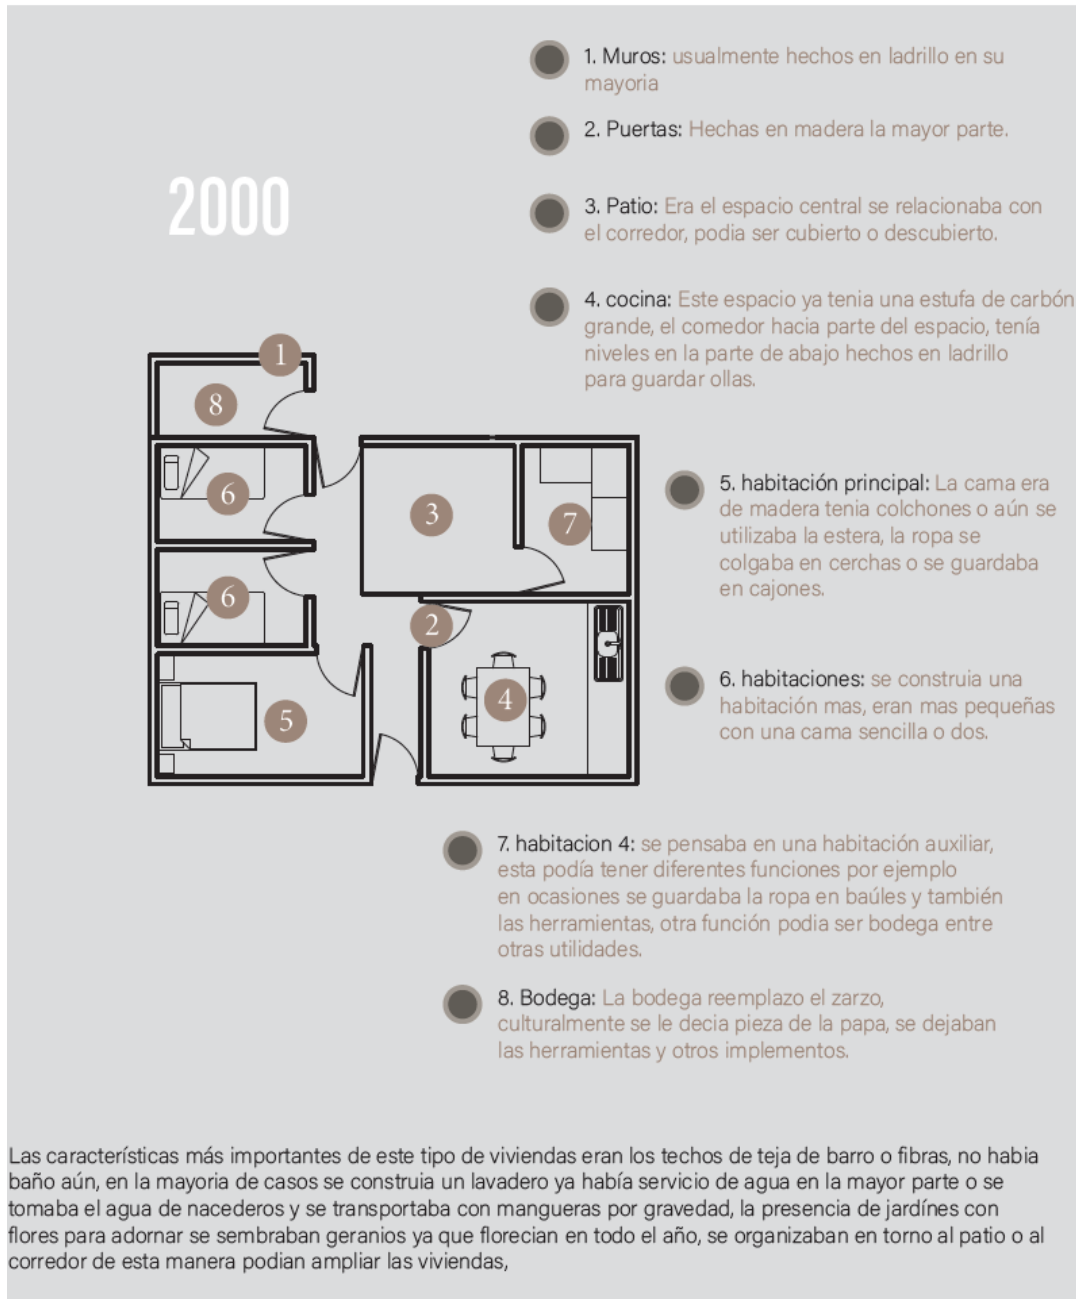 1. Muros: usualmente hechos en ladrillo en su
mayoria
2. Puertas: Hechas en madera la mayor parte.
2000
3. Patio: Era el espacio central se relacionaba con
el corredor, podia ser cubierto o descubierto.
4. cocina: Este espacio ya tenia una estufa de carbón
grande, el comedor hacia parte del espacio, tenía
niveles en la parte de abajo hechos en ladrillo
para guardar ollas.
1
8
6
3
7
6
2
4
5
5. habitación principal: La cama era
de madera tenia colchones o aún se
utilizaba la estera, la ropa se
colgaba en cerchas o se guardaba
en cajones.
6. habitaciones: se construia una
habitación mas, eran mas pequeñas
con una cama sencilla o dos.
7. habitacion 4: se pensaba en una habitación auxiliar,
esta podía tener diferentes funciones por ejemplo
en ocasiones se guardaba la ropa en baúles y también
las herramientas, otra función podia ser bodega entre
otras utilidades.
8. Bodega: La bodega reemplazo el zarzo,
culturalmente se le decia pieza de la papa, se dejaban
las herramientas y otros implementos.
Las características más importantes de este tipo de viviendas eran los techos de teja de barro o fibras, no habia
baño aún, en la mayoria de casos se construia un lavadero ya había servicio de agua en la mayor parte o se
tomaba el agua de nacederos y se transportaba con mangueras por gravedad, la presencia de jardínes con
flores para adornar se sembraban geranios ya que florecian en todo el año, se organizaban en torno al patio o al
corredor de esta manera podian ampliar las viviendas,